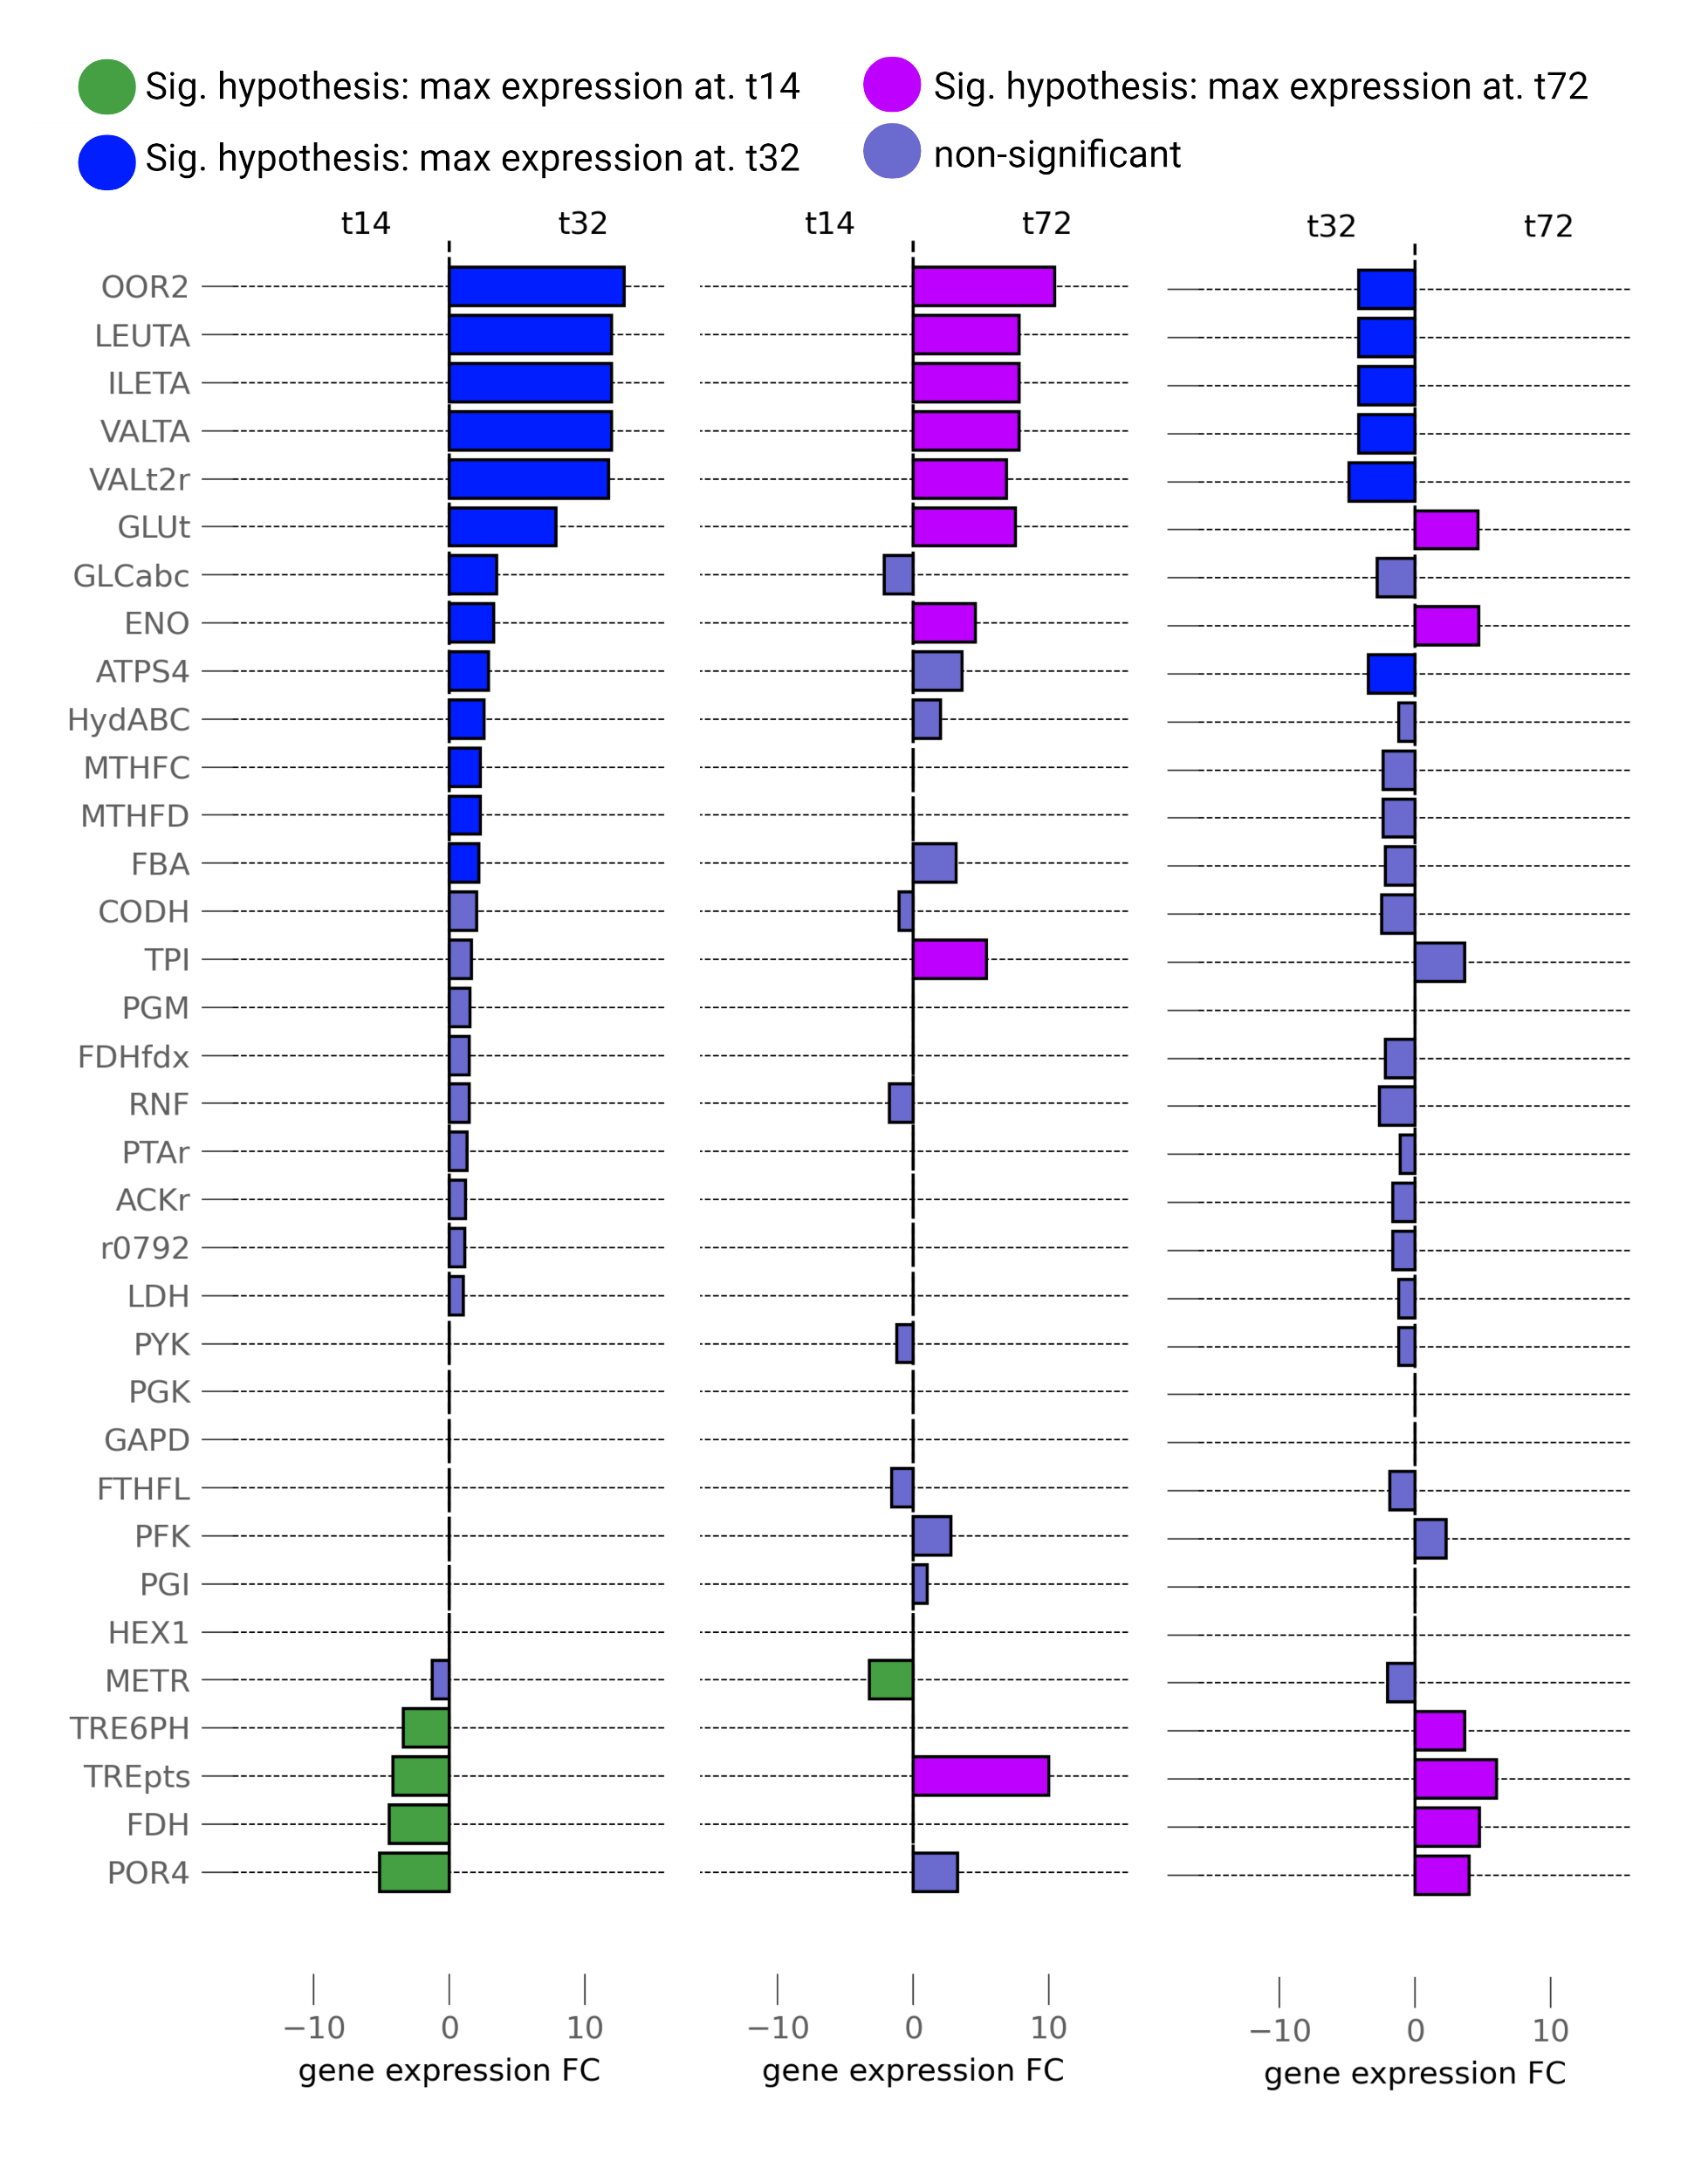 Sig. hypothesis: max expression at. t14
Sig. hypothesis: max expression at. t72
Sig. hypothesis: max expression at. t32
non-significant
t14 t32 t14 t72 t32 t72
OOR2
LEUTA
ILETA
VALTA
VALt2r
GLUt
GLCabc
ENO
ATPS4
HydABC
MTHFC
MTHFD
FBA
CODH
TPI
PGM
FDHfdx
RNF
PTAr
ACKr
r0792
LDH
PYK
PGK
GAPD
FTHFL
PFK
PGI
HEX1
METR
TRE6PH
TREpts
FDH
POR4
−10 0 10 −10 0 10 −10 0 10
gene expression FC gene expression FC gene expression FC